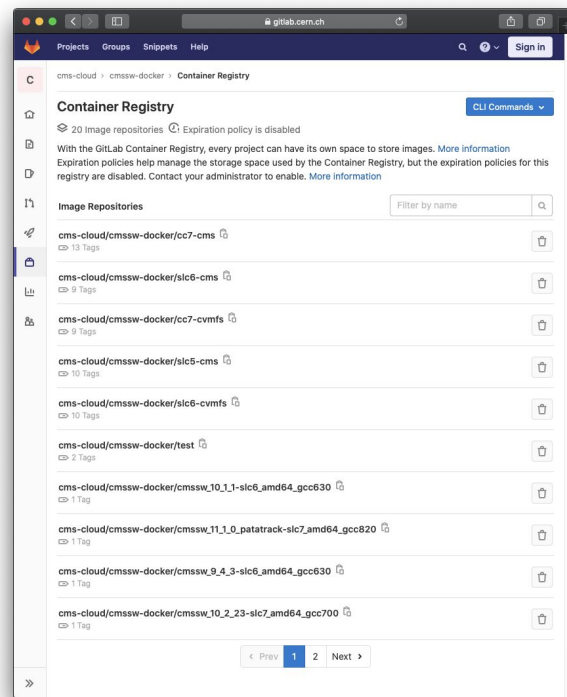 gitlab.cern.ch
Projects Groups Snippets Help
Sign in
C
cms-cloud > cmssw-docker > Container Registry
Container Registry
CLI Commands
20 Image repositories Expiration policy is disabled
With the GitLab Container Registry, every project can have its own space to store images. More information
Expiration policies help manage the storage space used by the Container Registry, but the expiration policies for this
registry are disabled. Contact your administrator to enable. More information
Image Repositories
Filter by name
cms-cloud/cmssw-docker/cc7-cms
13 Tags
cms-cloud/cmssw-docker/slc6-cms
9 Tags
cms-cloud/cmssw-docker/cc7-cvmfs
9 Tags
cms-cloud/cmssw-docker/slc5-cms
10 Tags
cms-cloud/cmssw-docker/slc6-cvmfs
10 Tags
cms-cloud/cmssw-docker/test
2 Tags
cms-cloud/cmssw-docker/cmssw_10_1_1-slc6_amd64_gcc630
1 Tag
cms-cloud/cmssw-docker/cmssw_11_1_0_patatrack-slc7_amd64_gcc820
1 Tag
cms-cloud/cmssw-docker/cmssw_9_4_3-slc6_amd64_gcc630
1 Tag
cms-cloud/cmssw-docker/cmssw_10_2_23-slc7_amd64_gcc700
1 Tag
< Prev 1 2 Next >